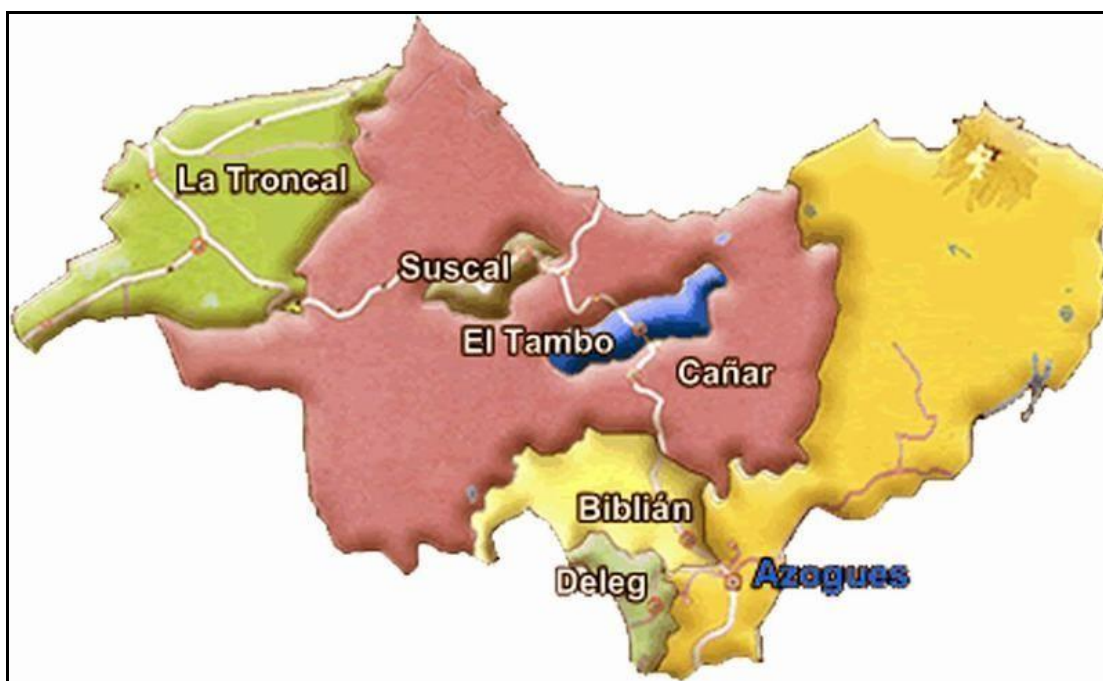 La Troncal
Suscal
El Tambo
Cañar
Biblián
Deleg
Azogues